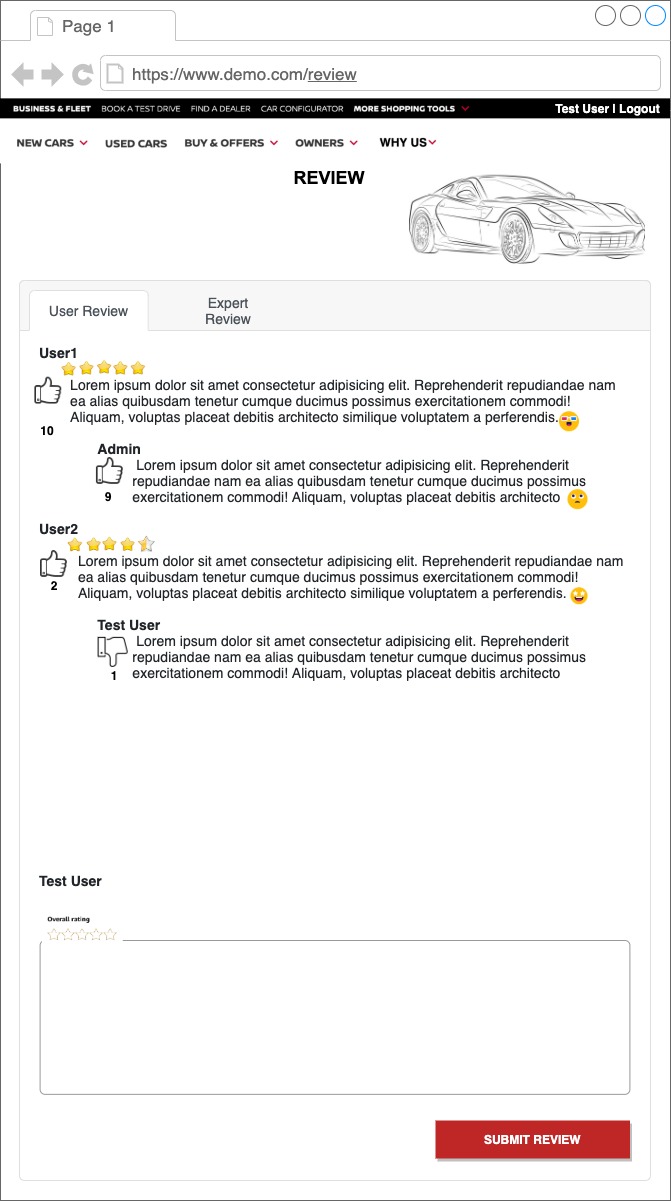 Page 1
https://www.demo.com/review
BUSINESS & FLEET BOOK A TEST DRIVE FIND A DEALER CAR CONFIGURATOR MORE SHOPPING TOOLS Test User | Logout
NEW CARS USED CARS BUY & OFFERS OWNERS WHY US
REVIEW
User Review
Expert
Review
User1
Lorem ipsum dolor sit amet consectetur adipisicing elit. Reprehenderit repudiandae nam
ea alias quibusdam tenetur cumque ducimus possimus exercitationem commodi!
Aliquam, voluptas placeat debitis architecto similique voluptatem a perferendis.
10
Admin
Lorem ipsum dolor sit amet consectetur adipisicing elit. Reprehenderit
repudiandae nam ea alias quibusdam tenetur cumque ducimus possimus
9 exercitationem commodi! Aliquam, voluptas placeat debitis architecto
User2
Lorem ipsum dolor sit amet consectetur adipisicing elit. Reprehenderit repudiandae nam
2 ea alias quibusdam tenetur cumque ducimus possimus exercitationem commodi!
Aliquam, voluptas placeat debitis architecto similique voluptatem a perferendis.
Test User
Lorem ipsum dolor sit amet consectetur adipisicing elit. Reprehenderit
repudiandae nam ea alias quibusdam tenetur cumque ducimus possimus
1 exercitationem commodi! Aliquam, voluptas placeat debitis architecto
Test User
Overall rating
SUBMIT REVIEW